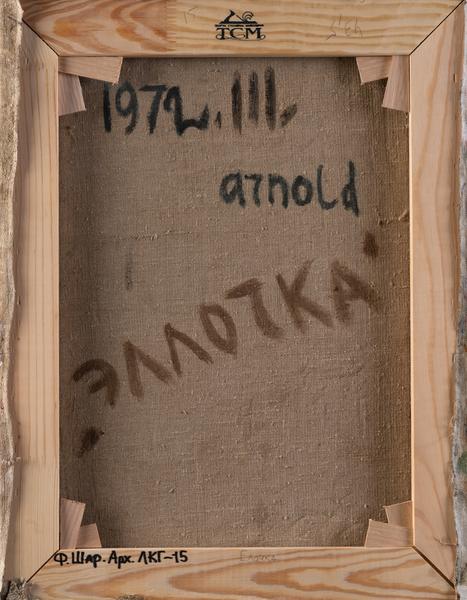 ТСМ
1972. III.
arnold
"ЭЛЛОЧКА"
Ф.Шар.Арх. ЛКГ-15